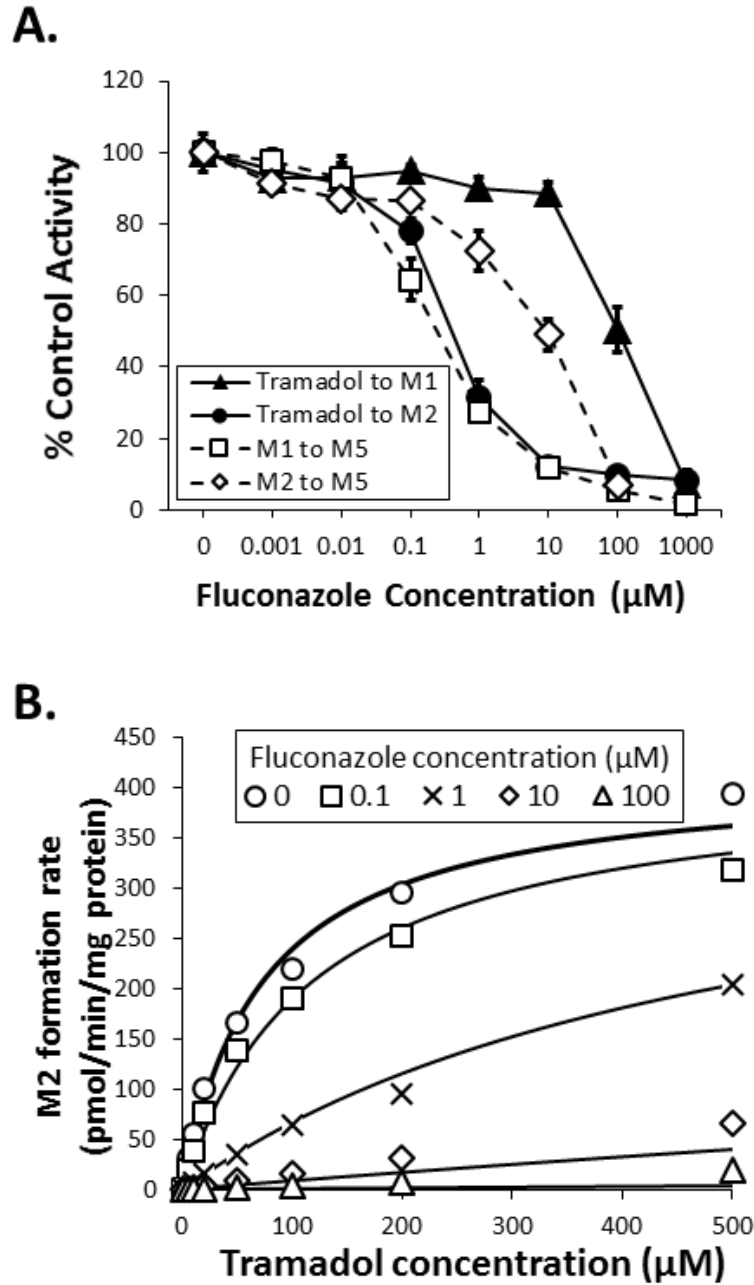 A.
120
100
80
60
40
20
0
% Control Activity
Tramadol to M1
Tramadol to M2
M1 to M5
M2 to M5
0 0.001 0.01 0.1 1 10 100 1000
Fluconazole Concentration (µM)
B.
450
400
350
300
250
200
150
100
50
0
M2 formation rate
(pmol/min/mg protein)
Fluconazole concentration (µM)
0 0.1 1 10 100
0 100 200 300 400 500
Tramadol concentration (µM)